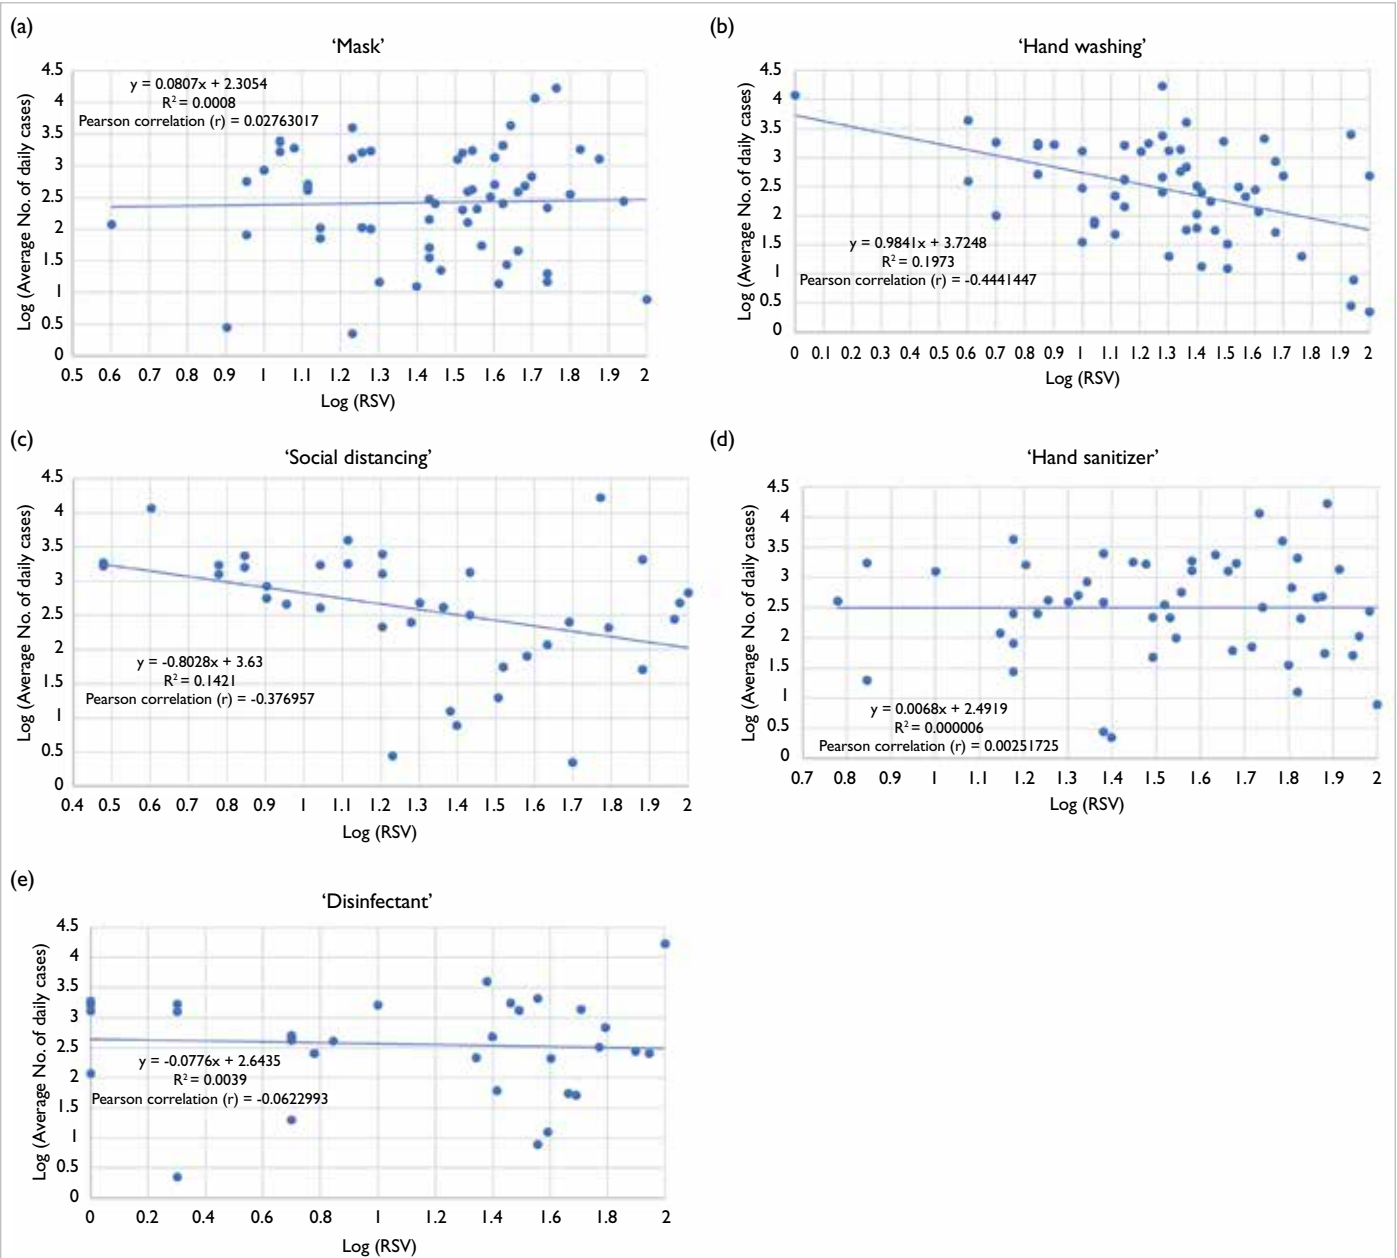 (a)
'Mask'
y = 0.0807x + 2.3054
R² = 0.0008
Pearson correlation (r) = 0.02763017
Log (Average No. of daily cases)
4.5
4
3.5
3
2.5
2
1.5
1
0.5
0
0.5 0.6 0.7 0.8 0.9 1 1.1 1.2 1.3 1.4 1.5 1.6 1.7 1.8 1.9 2
Log (RSV)
(b)
'Hand washing'
Log (Average No. of daily cases)
4.5
4
3.5
3
2.5
2
1.5
1
0.5
0
y = 0.9841x + 3.7248
R² = 0.1973
Pearson correlation (r) = -0.4441447
0 0.1 0.2 0.3 0.4 0.5 0.6 0.7 0.8 0.9 1 1.1 1.2 1.3 1.4 1.5 1.6 1.7 1.8 1.9 2
Log (RSV)
(c)
'Social distancing'
Log (Average No. of daily cases)
4.5
4
3.5
3
2.5
2
1.5
1
0.5
0
y = -0.8028x + 3.63
R² = 0.1421
Pearson correlation (r) = -0.376957
0.4 0.5 0.6 0.7 0.8 0.9 1 1.1 1.2 1.3 1.4 1.5 1.6 1.7 1.8 1.9 2
Log (RSV)
(d)
'Hand sanitizer'
Log (Average No. of daily cases)
4.5
4
3.5
3
2.5
2
1.5
1
0.5
0
y = 0.0068x + 2.4919
R² = 0.000006
Pearson correlation (r) = 0.00251725
0.7 0.8 0.9 1 1.1 1.2 1.3 1.4 1.5 1.6 1.7 1.8 1.9 2
Log (RSV)
(e)
'Disinfectant'
Log (Average No. of daily cases)
4.5
4
3.5
3
2.5
2
1.5
1
0.5
0
y = -0.0776x + 2.6435
R² = 0.0039
Pearson correlation (r) = -0.0622993
0 0.2 0.4 0.6 0.8 1 1.2 1.4 1.6 1.8 2
Log (RSV)